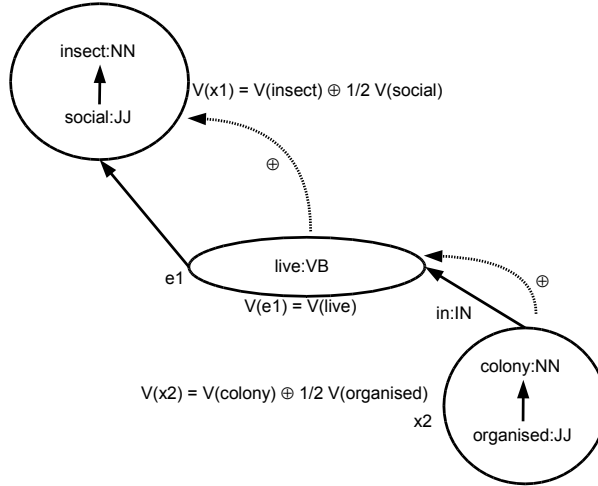 insect:NN
social:JJ
V(x1) = V(insect) ⊕ 1/2 V(social)
⊕
live:VB
e1
V(e1) = V(live)
⊕
in:IN
colony:NN
V(x2) = V(colony) ⊕ 1/2 V(organised)
x2
organised:JJ